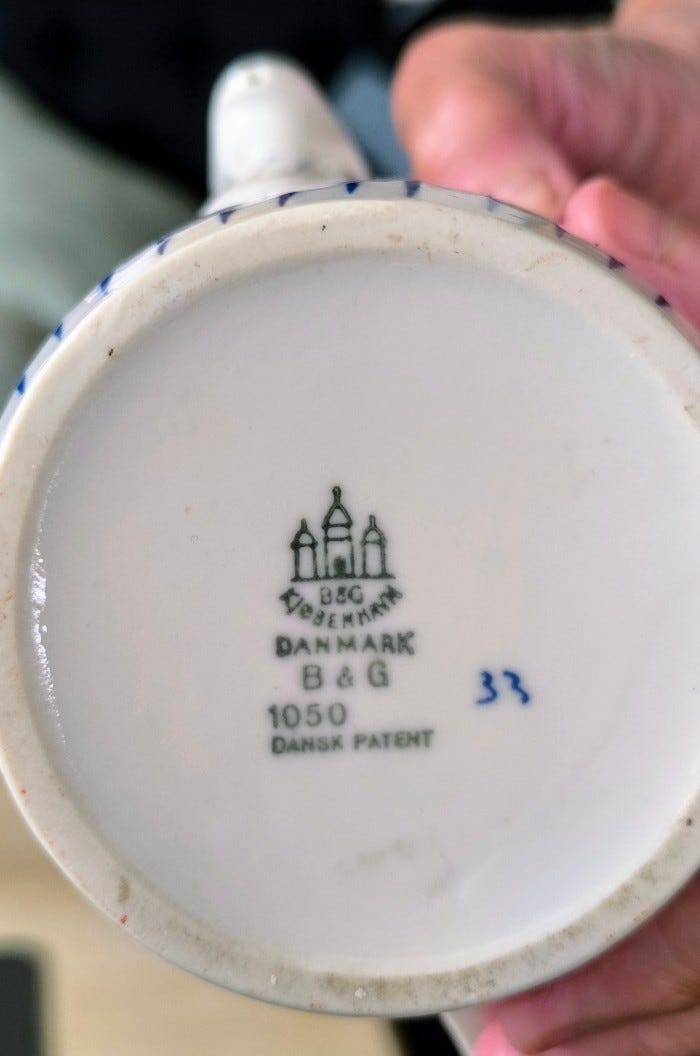 B&G
KJØBENHAVN
DANMARK
B & G
1050
DANSK PATENT
33